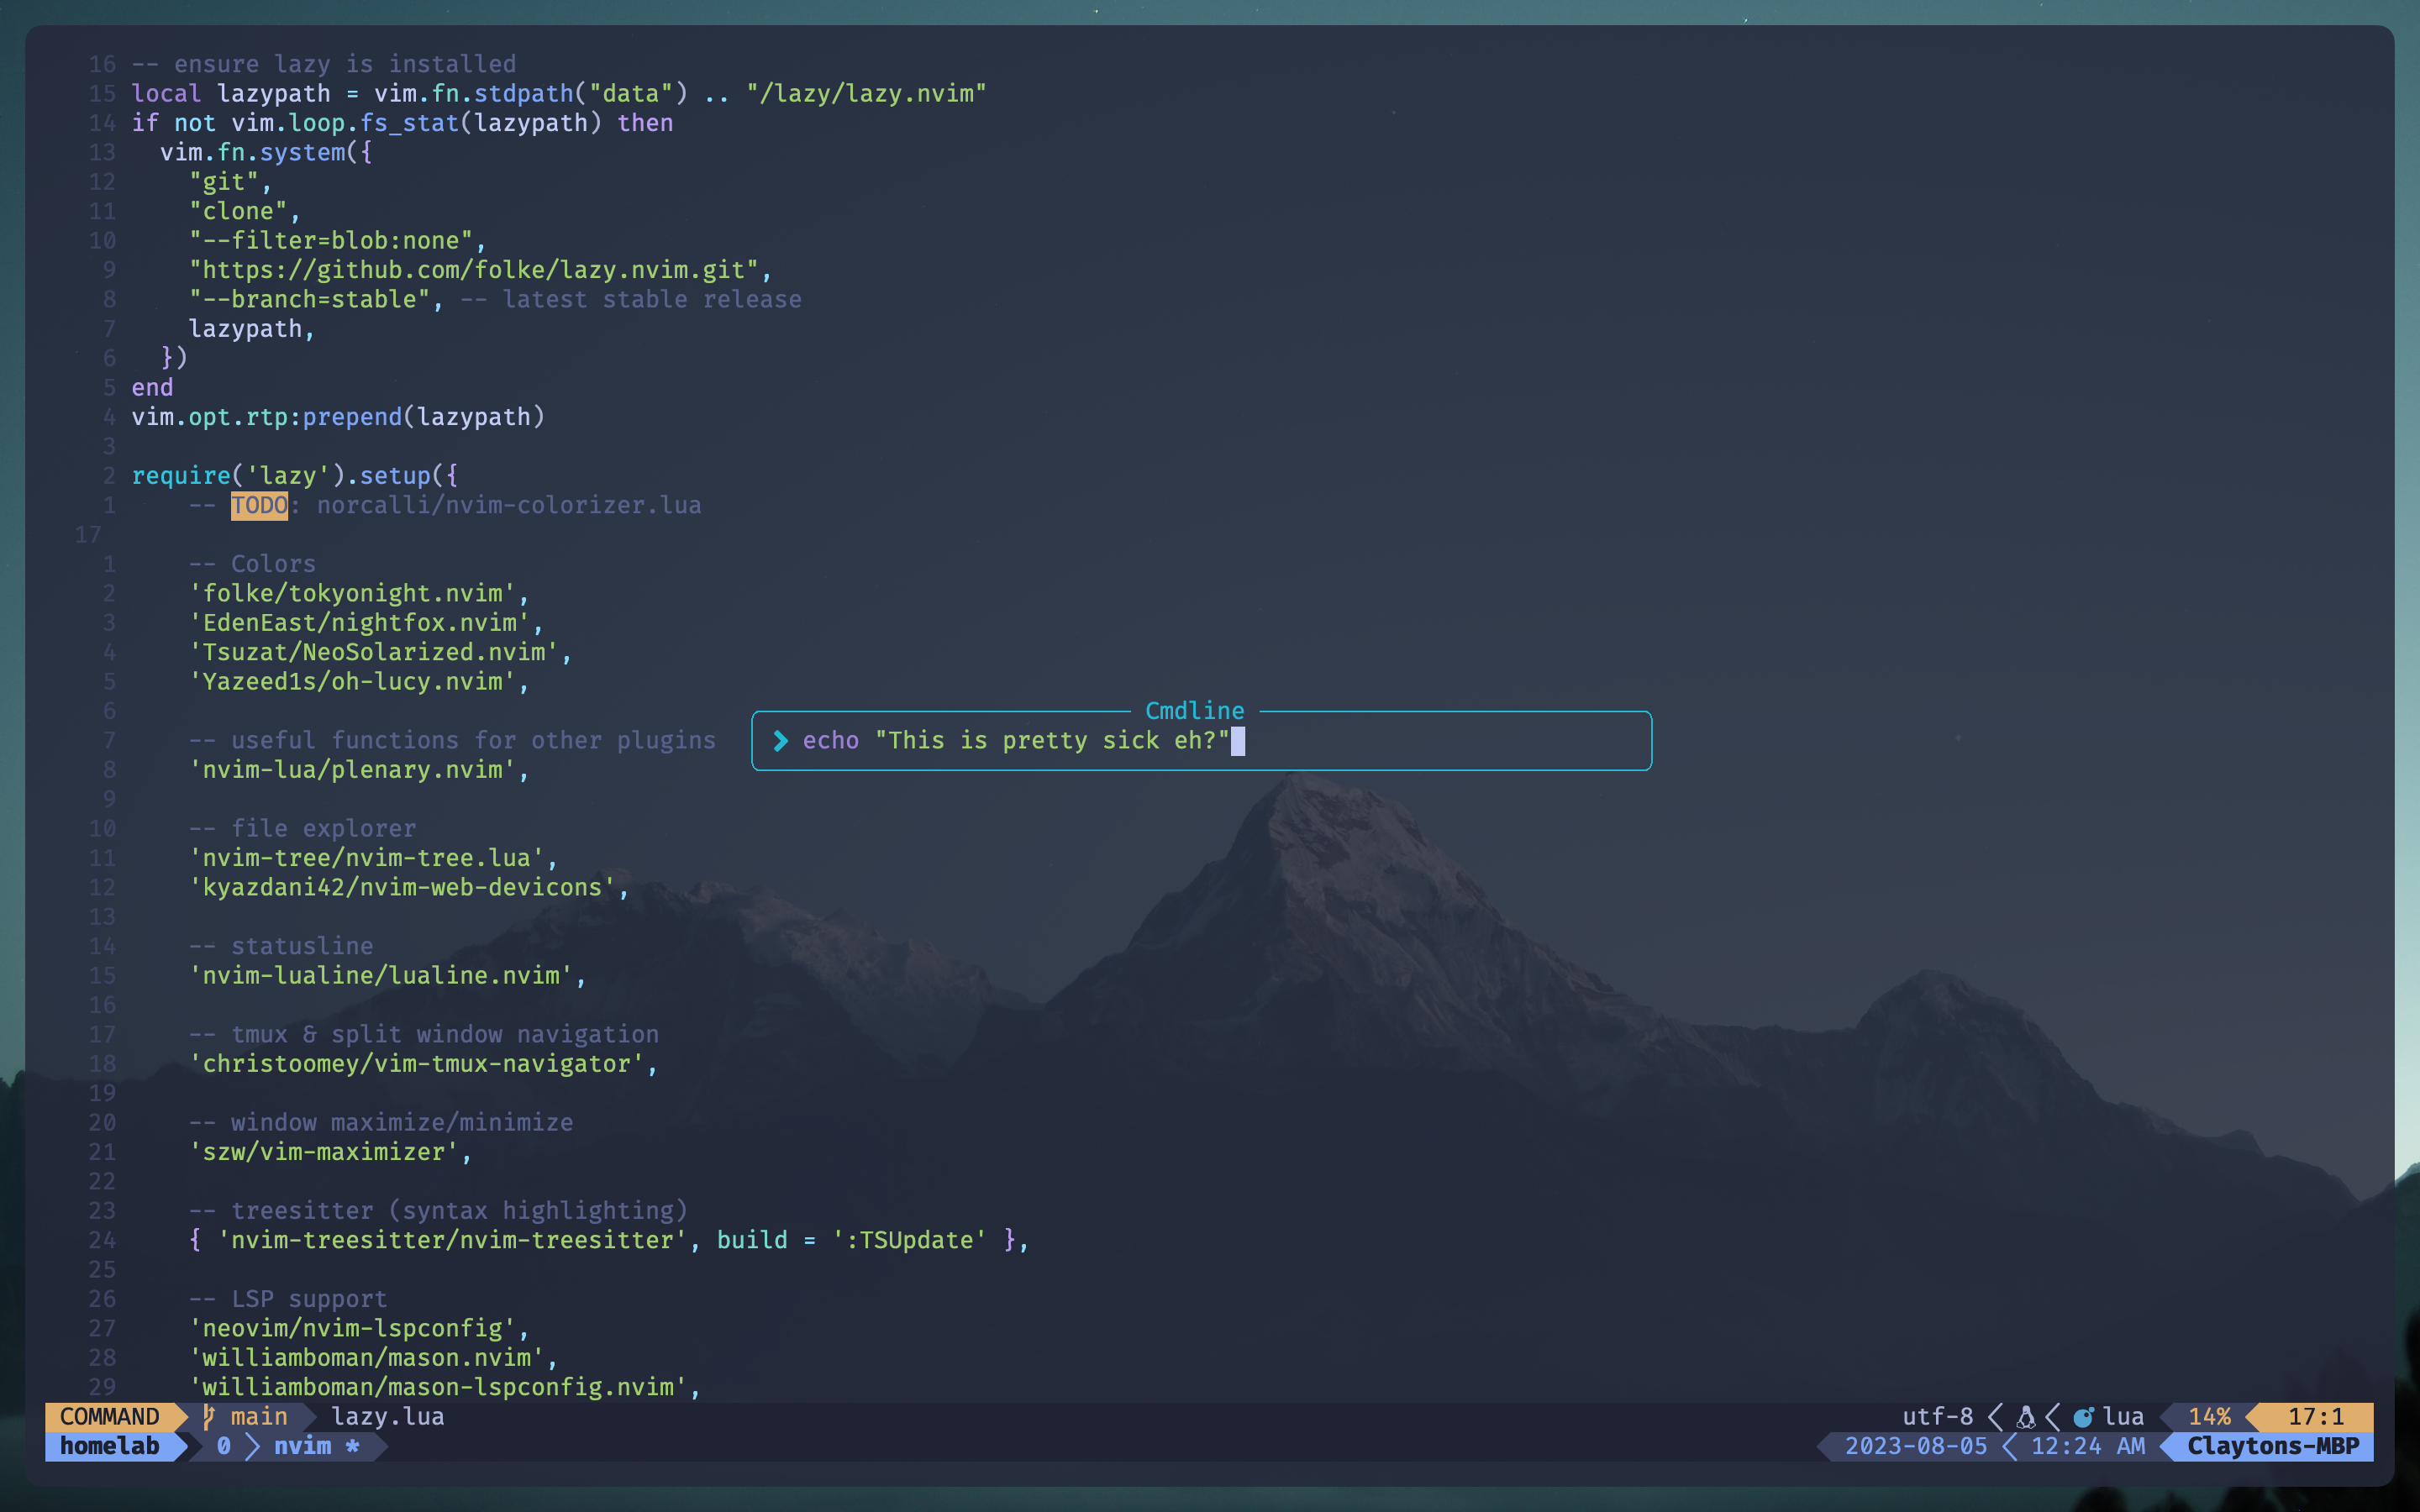 16 -- ensure lazy is installed
15 local lazypath = vim.fn.stdpath("data") .. "/lazy/lazy.nvim"
14 if not vim.loop.fs_stat(lazypath) then
13   vim.fn.system({
12     "git",
11     "clone",
10     "--filter=blob:none",
9     "https://github.com/folke/lazy.nvim.git",
8     "--branch=stable", -- latest stable release
7     lazypath,
6   })
5 end
4 vim.opt.rtp:prepend(lazypath)
3
2 require('lazy').setup({
1     -- TODO: norcalli/nvim-colorizer.lua
17
1     -- Colors
2     'folke/tokyonight.nvim',
3     'EdenEast/nightfox.nvim',
4     'Tsuzat/NeoSolarized.nvim',
5     'Yazeed1s/oh-lucy.nvim',
6
Cmdline
7     -- useful functions for other plugins
❯ echo "This is pretty sick eh?"
8     'nvim-lua/plenary.nvim',
9
10     -- file explorer
11     'nvim-tree/nvim-tree.lua',
12     'kyazdani42/nvim-web-devicons',
13
14     -- statusline
15     'nvim-lualine/lualine.nvim',
16
17     -- tmux & split window navigation
18     'christoomey/vim-tmux-navigator',
19
20     -- window maximize/minimize
21     'szw/vim-maximizer',
22
23     -- treesitter (syntax highlighting)
24     { 'nvim-treesitter/nvim-treesitter', build = ':TSUpdate' },
25
26     -- LSP support
27     'neovim/nvim-lspconfig',
28     'williamboman/mason.nvim',
29     'williamboman/mason-lspconfig.nvim',
COMMAND main lazy.lua utf-8 lua 14% 17:1
homelab 0 nvim * 2023-08-05 12:24 AM Claytons-MBP